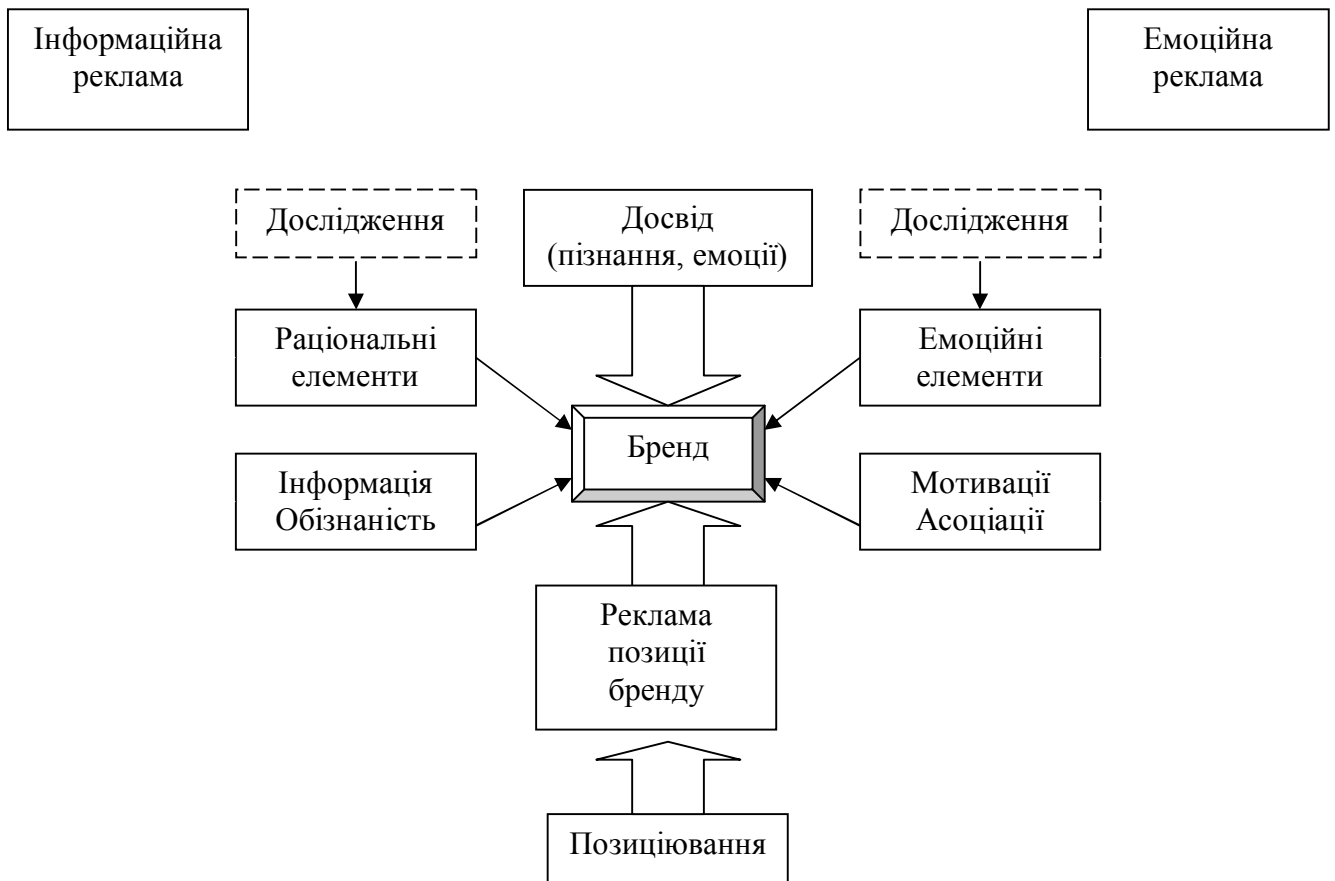 Інформаційна
реклама
Емоційна
реклама
Дослідження
Досвід
(пізнання, емоції)
Дослідження
Раціональні
елементи
Емоційні
елементи
Бренд
Інформація
Обізнаність
Мотивації
Асоціації
Реклама
позиції
бренду
Позиціювання